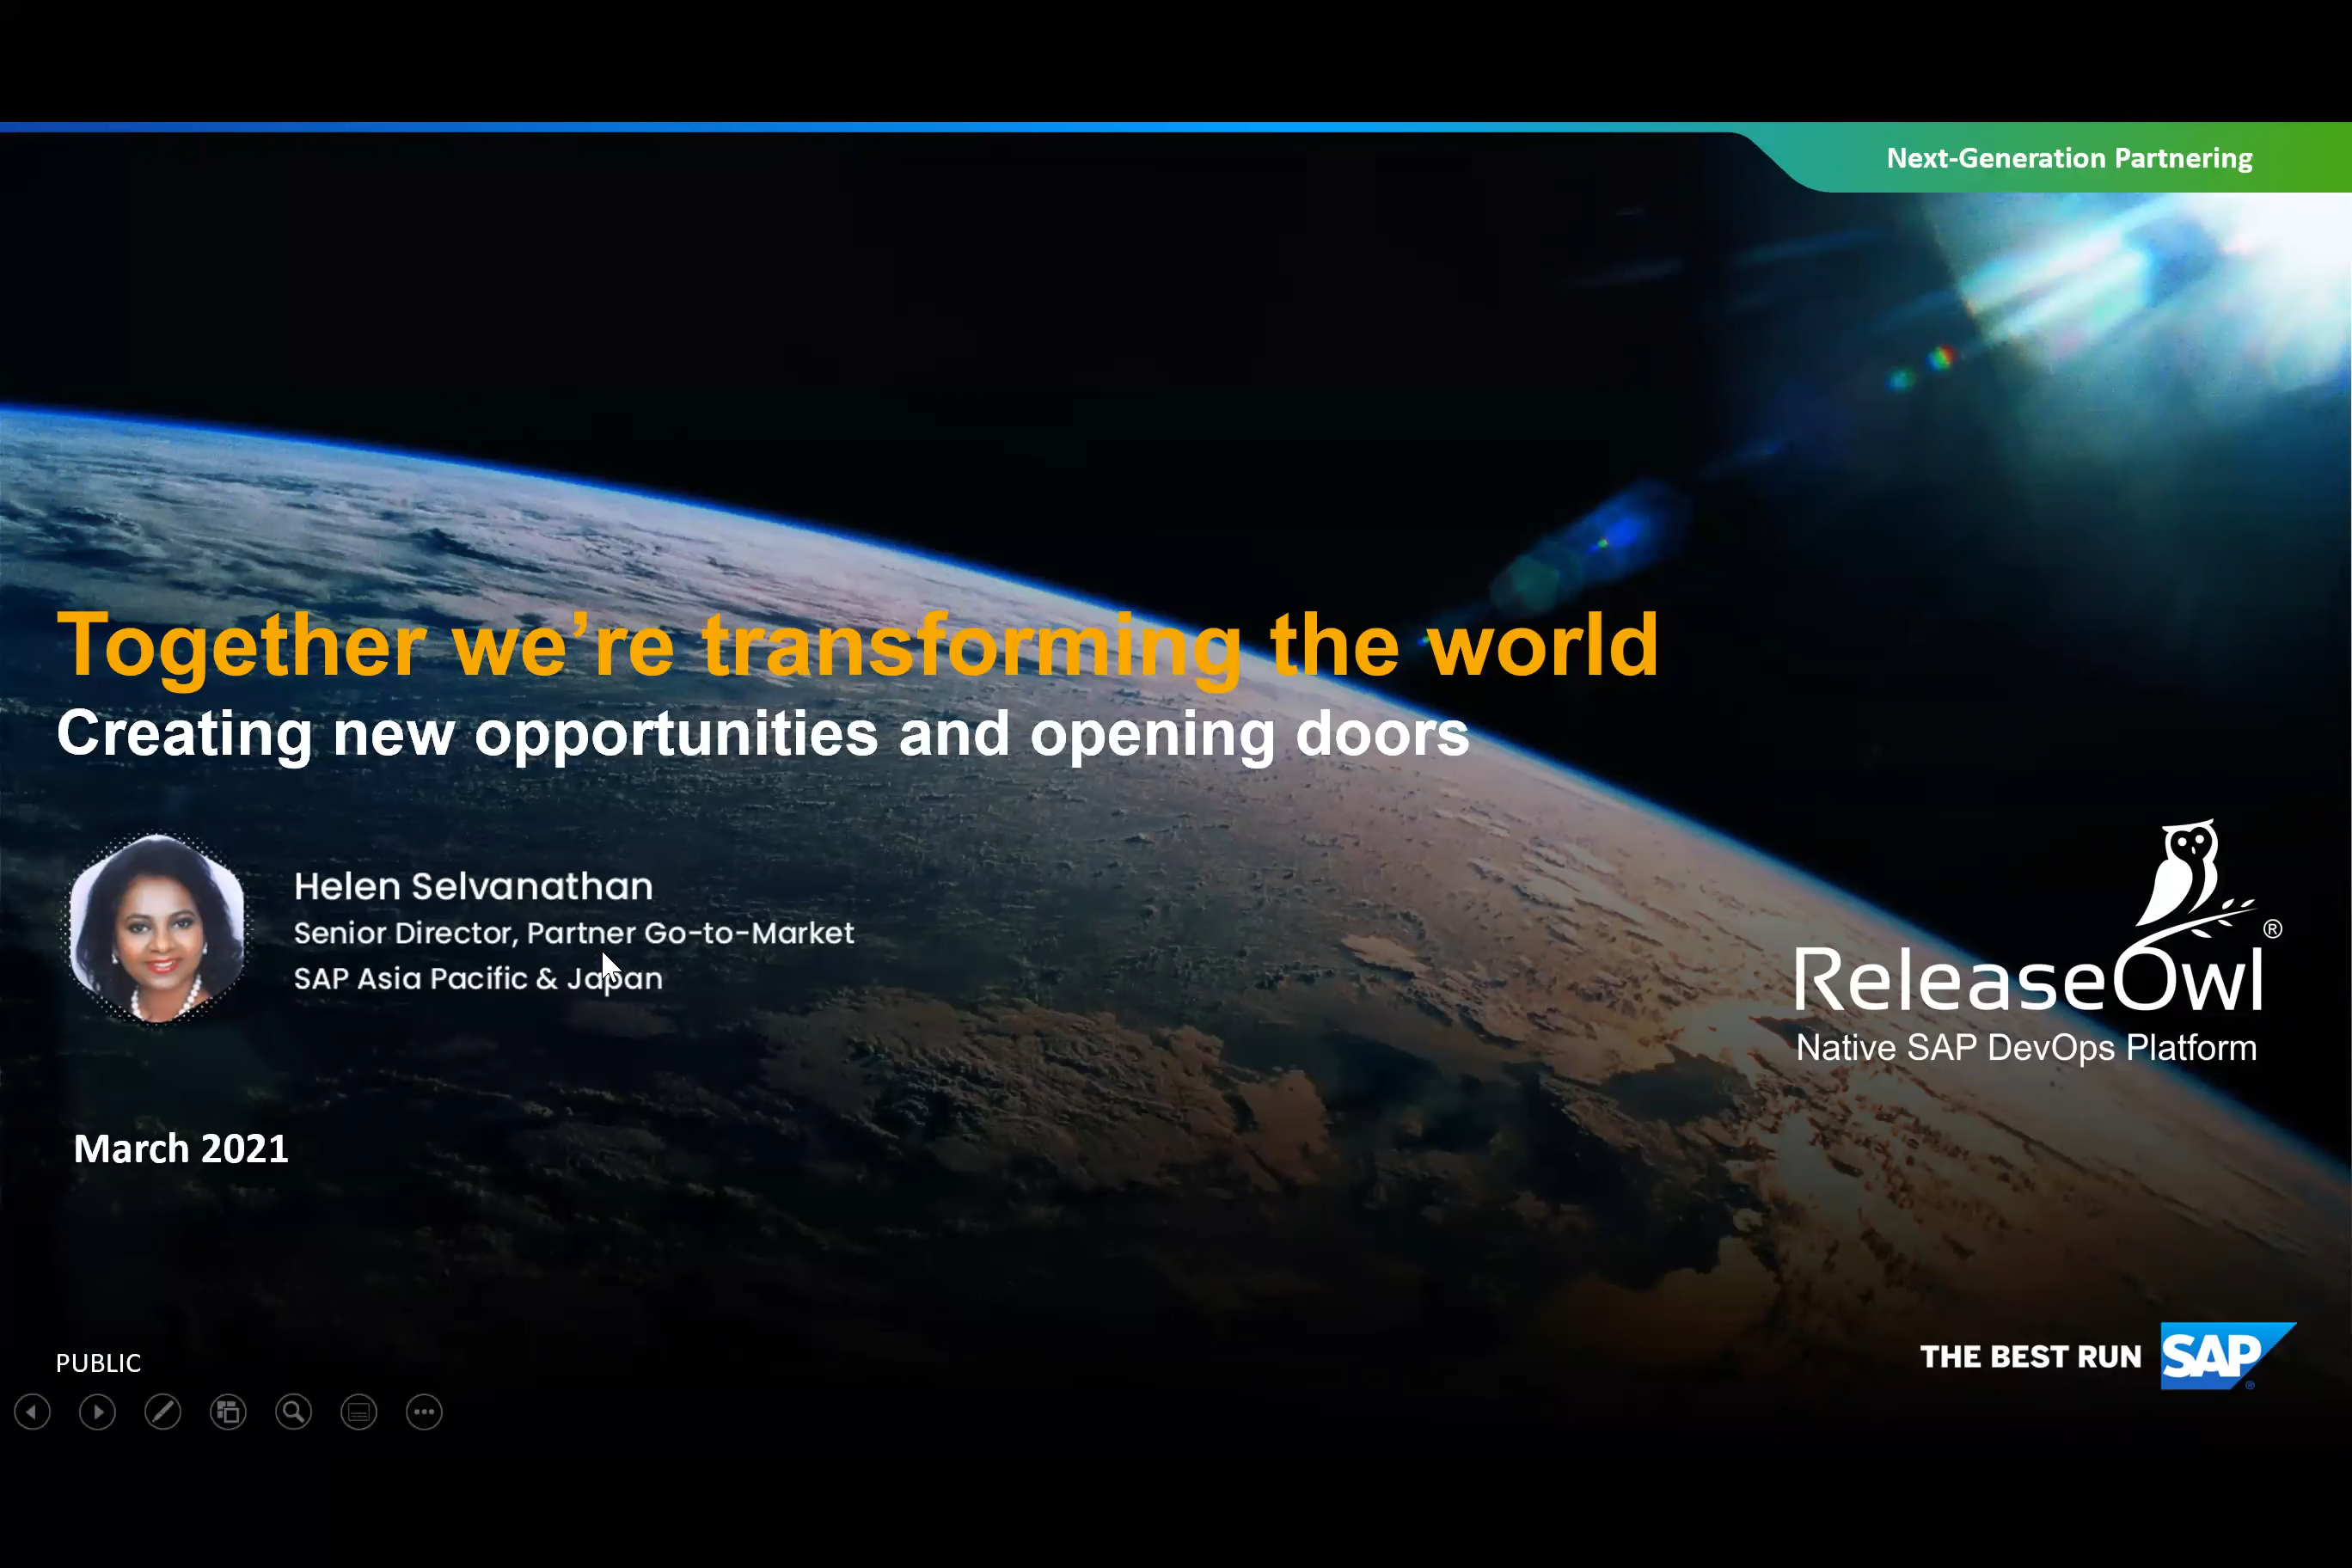 Next-Generation Partnering
Together we’re transforming the world
Creating new opportunities and opening doors
Helen Selvanathan
Senior Director, Partner Go-to-Market
SAP Asia Pacific & Japan
ReleaseOwl®
Native SAP DevOps Platform
March 2021
PUBLIC
THE BEST RUN SAP®